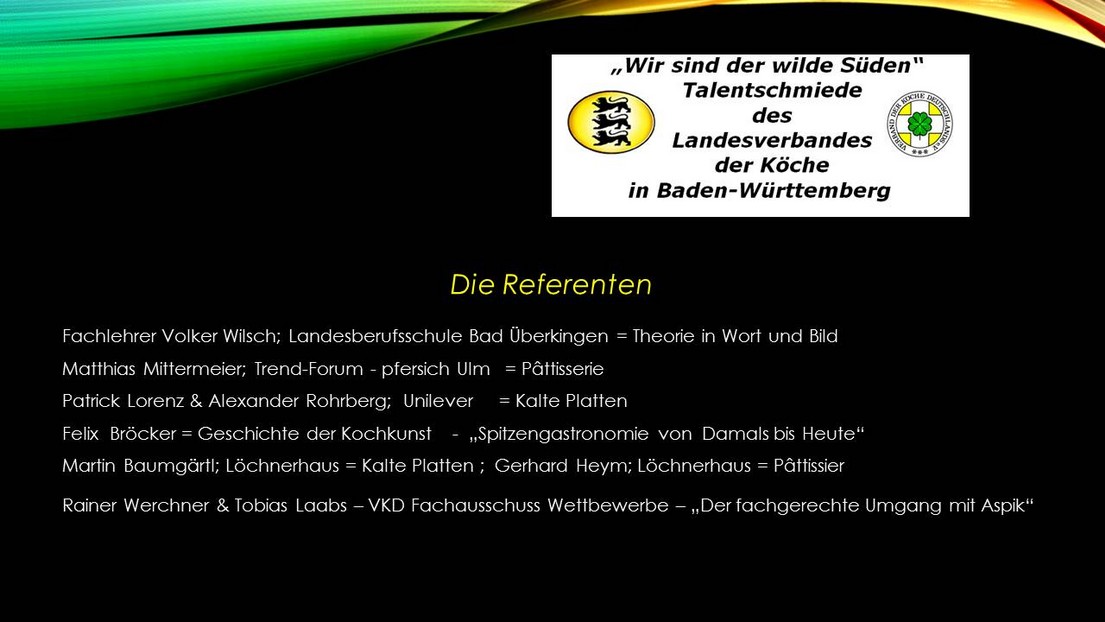 „Wir sind der wilde Süden“
Talentschmiede
des
Landesverbandes
der Köche
in Baden-Württemberg
VERBAND DER KÖCHE DEUTSCHLANDS e.V.
Die Referenten
Fachlehrer Volker Wilsch; Landesberufsschule Bad Überkingen = Theorie in Wort und Bild
Matthias Mittermeier; Trend-Forum - pfersich Ulm = Pâttisserie
Patrick Lorenz & Alexander Rohrberg; Unilever = Kalte Platten
Felix Bröcker = Geschichte der Kochkunst - „Spitzengastronomie von Damals bis Heute“
Martin Baumgärtl; Löchnerhaus = Kalte Platten ; Gerhard Heym; Löchnerhaus = Pâttissier
Rainer Werchner & Tobias Laabs – VKD Fachausschuss Wettbewerbe – „Der fachgerechte Umgang mit Aspik“